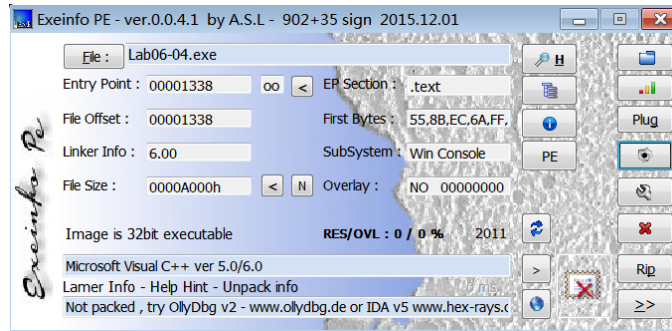 Exeinfo PE - ver.0.0.4.1 by A.S.L - 902+35 sign 2015.12.01
File : Lab06-04.exe H
Entry Point : 00001338 oo < EP Section : .text
File Offset : 00001338 First Bytes : 55,8B,EC,6A,FF, Plug
Linker Info : 6.00 SubSystem : Win Console PE
File Size : 0000A000h < N Overlay : NO 00000000
Image is 32bit executable RES/OVL : 0 / 0 % 2011
Microsoft Visual C++ ver 5.0/6.0 > Rip
Lamer Info - Help Hint - Unpack info ms.
Not packed , try OllyDbg v2 - www.ollydbg.de or IDA v5 www.hex-rays.c >>
Exeinfo Pe